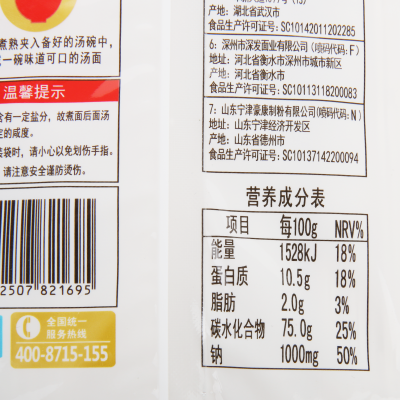 煮熟夹入备好的汤碗中,
一碗味道可口的汤面
温馨提示
含有一定盐分,故煮面后面汤
定的咸度。
装袋时,请小心以免划伤手指。
请注意安全谨防烫伤。
2507 821695
全国统一
服务热线
400-8715-155
产地:湖北省武汉市
食品生产许可证号:SC10142011202285
6:深圳市深发面业有限公司(喷码代码:F)
地址:河北省衡水市深州市城市新区
产地:河北省衡水市
食品生产许可证号:SC10113118200083
7:山东宁津豪康制粉有限公司(喷码代码:N)
地址:山东宁津经济开发区
产地:山东省德州市
食品生产许可证号:SC10137142200094
营养成分表
项目 每100g NRV%
能量 1528kJ 18%
蛋白质 10.5g 18%
脂肪 2.0g 3%
碳水化合物 75.0g 25%
钠 1000mg 50%